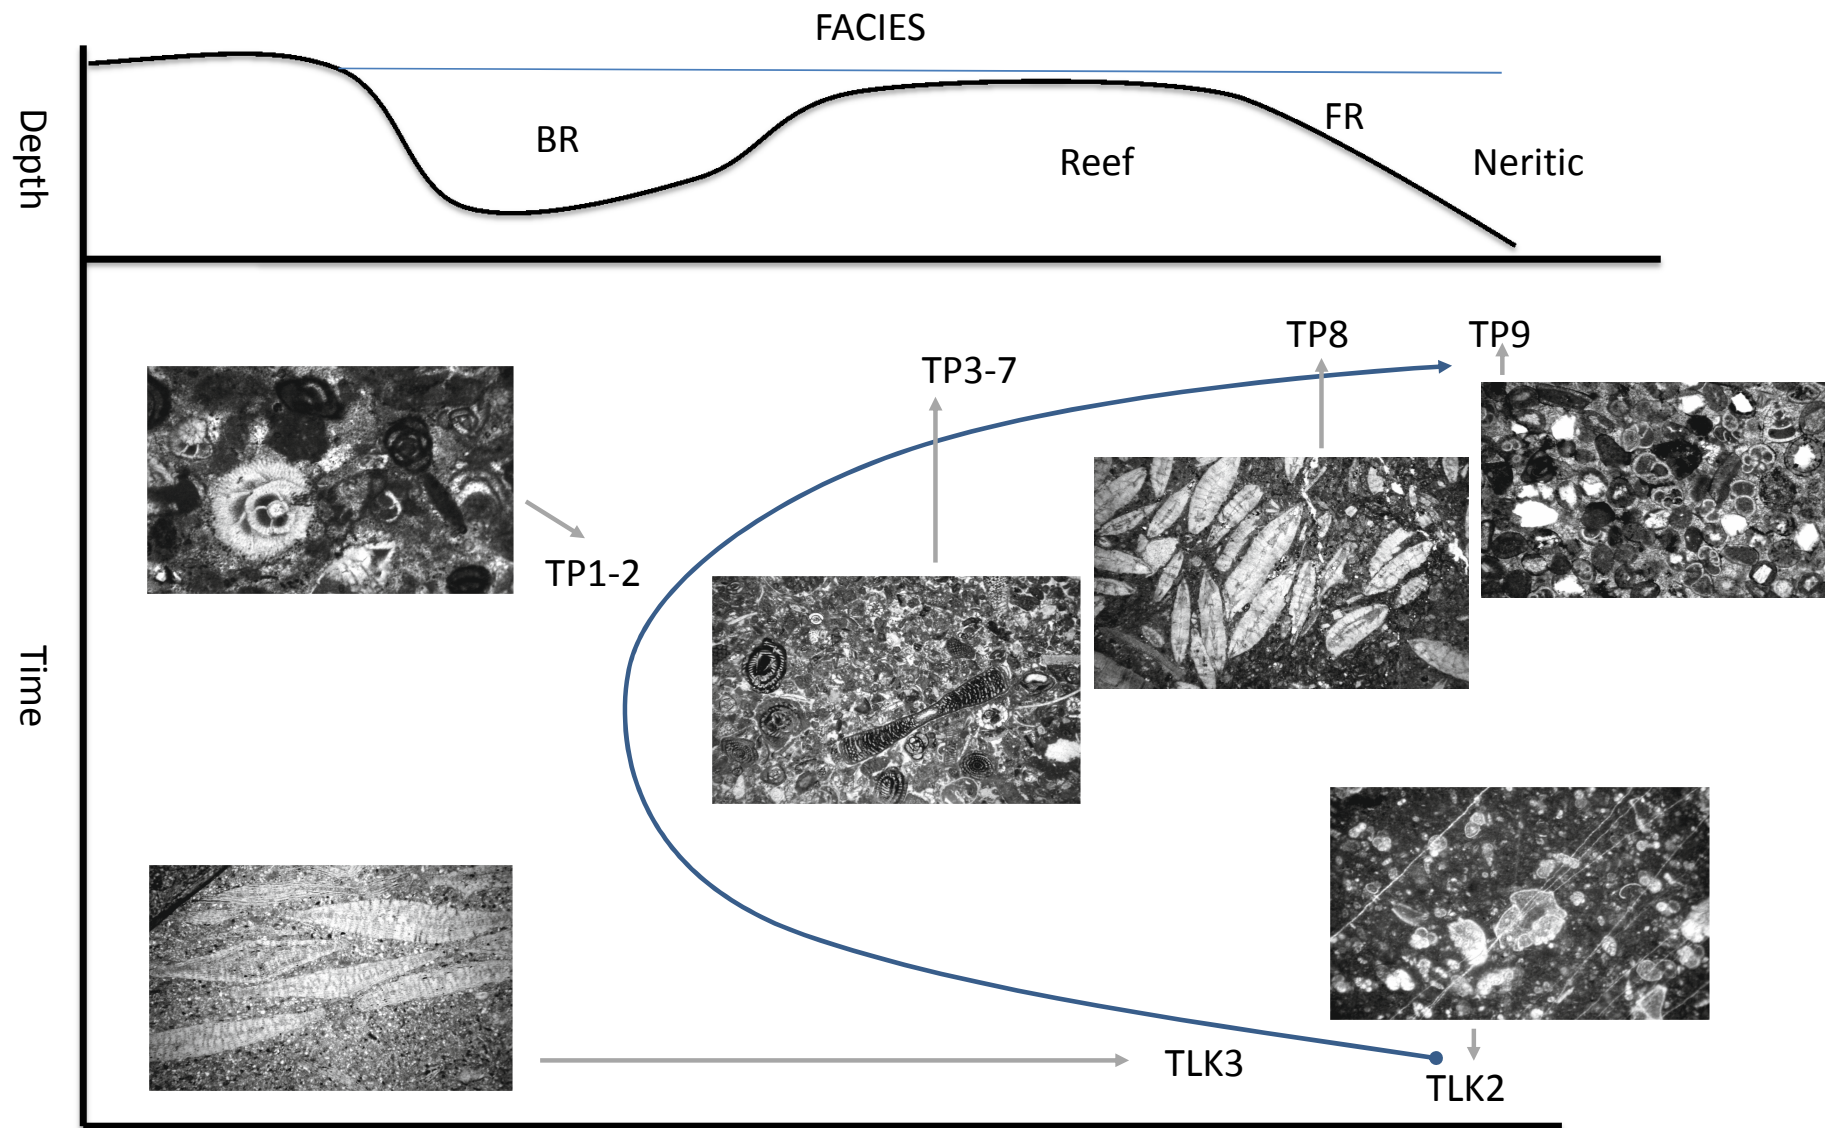 FACIES
Depth
BR
Reef
FR
Neritic
TP8
TP9
TP3-7
TP1-2
Time
TLK3
TLK2